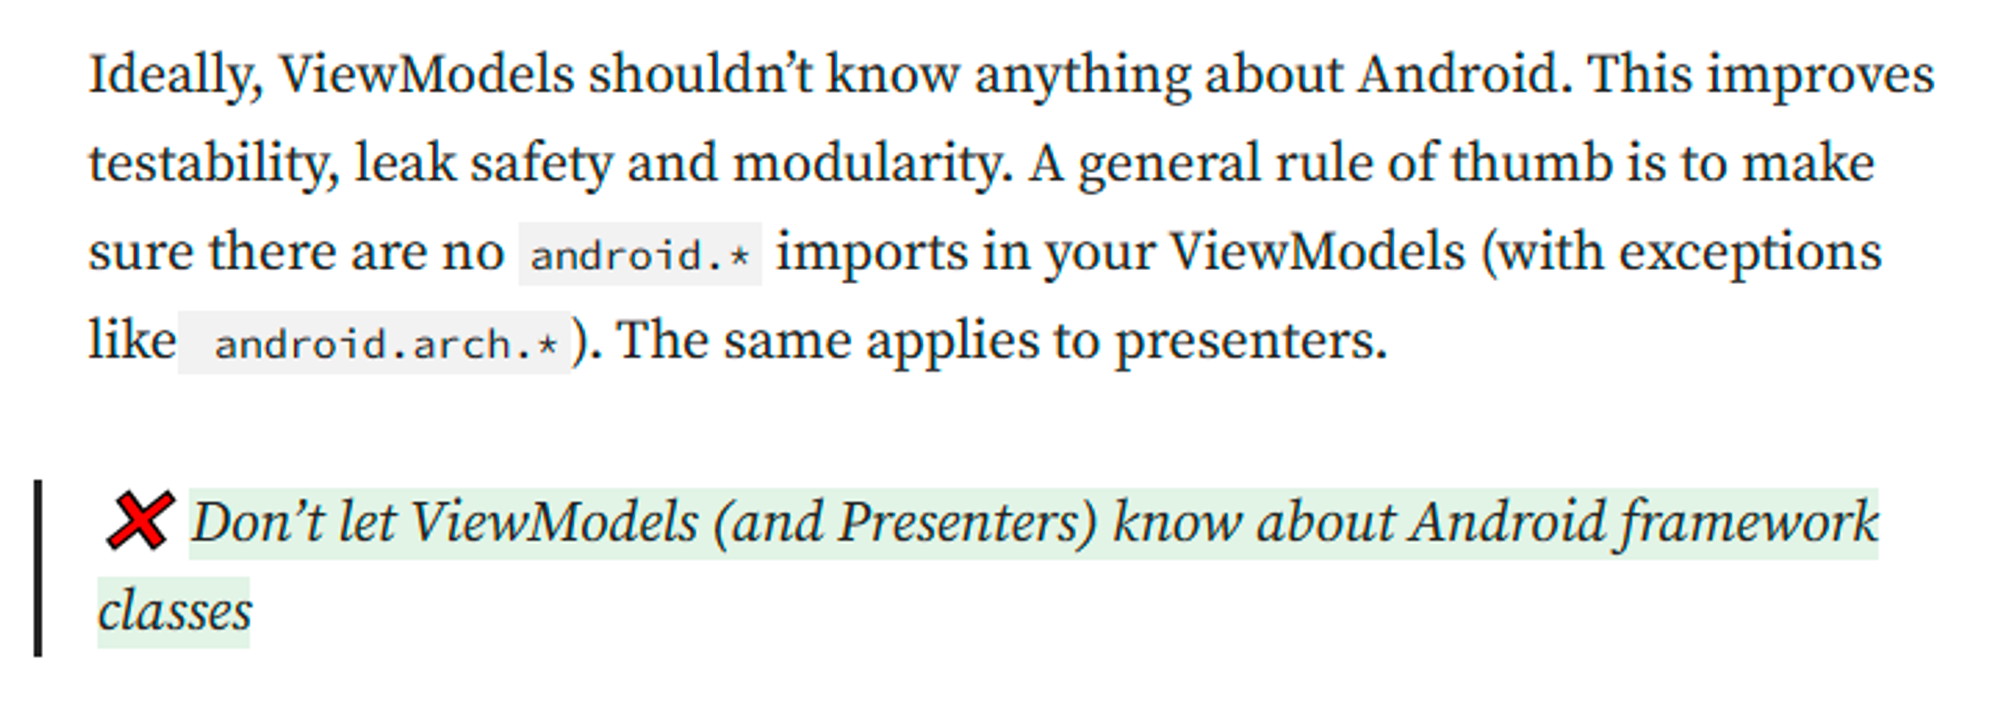 Ideally, ViewModels shouldn’t know anything about Android. This improves
testability, leak safety and modularity. A general rule of thumb is to make
sure there are no android.* imports in your ViewModels (with exceptions
like android.arch.*). The same applies to presenters.
❌ Don’t let ViewModels (and Presenters) know about Android framework
classes